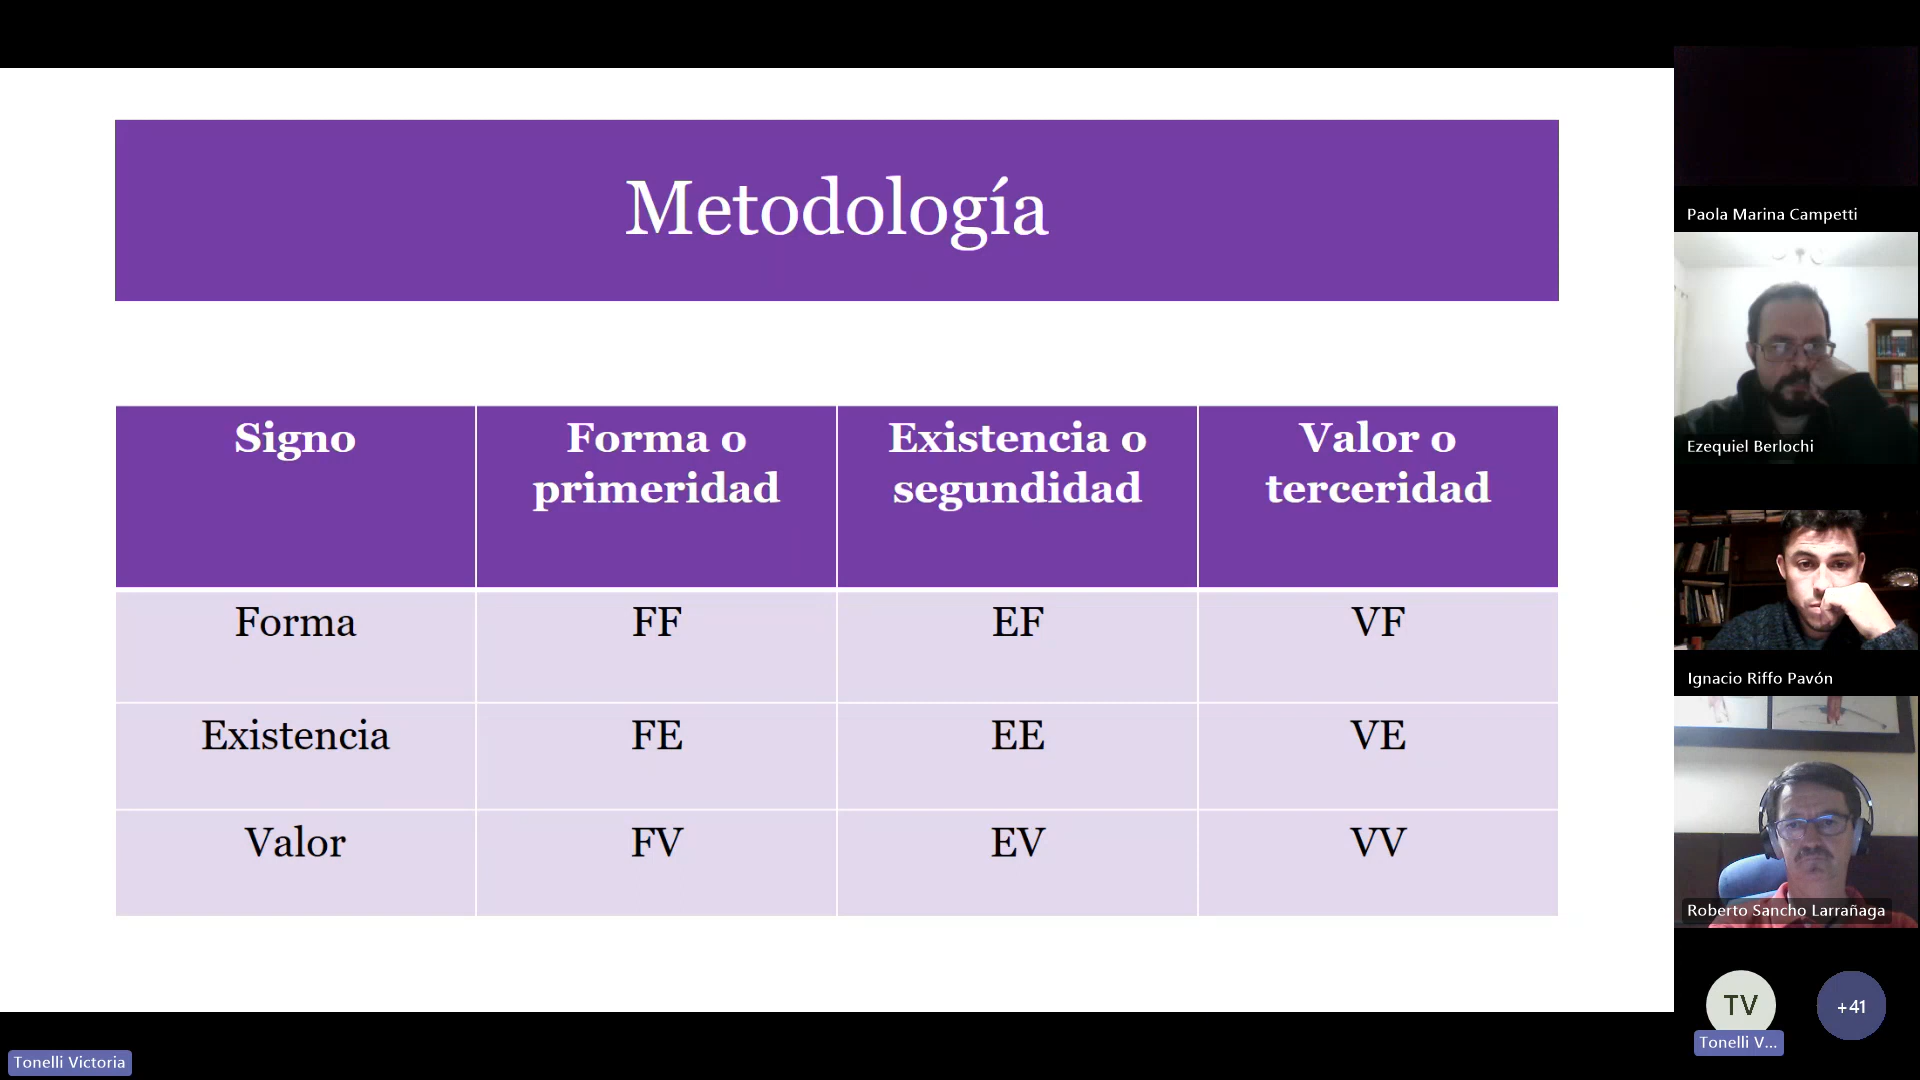 Metodología
Signo
Forma o
primeridad
Existencia o
segundidad
Valor o
terceridad
Forma
FF
EF
VF
Existencia
FE
EE
VE
Valor
FV
EV
VV
Paola Marina Campetti
Ezequiel Berlochi
Ignacio Riffo Pavón
Roberto Sancho Larrañaga
TV
+41
Tonelli V...
Tonelli Victoria